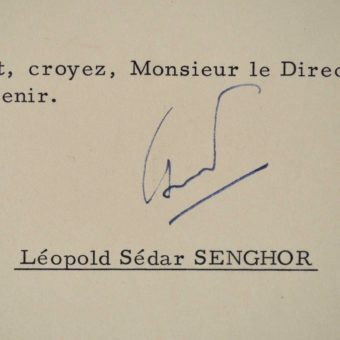 t, croyez, Monsieur le Direc
enir.
Léopold Sédar SENGHOR